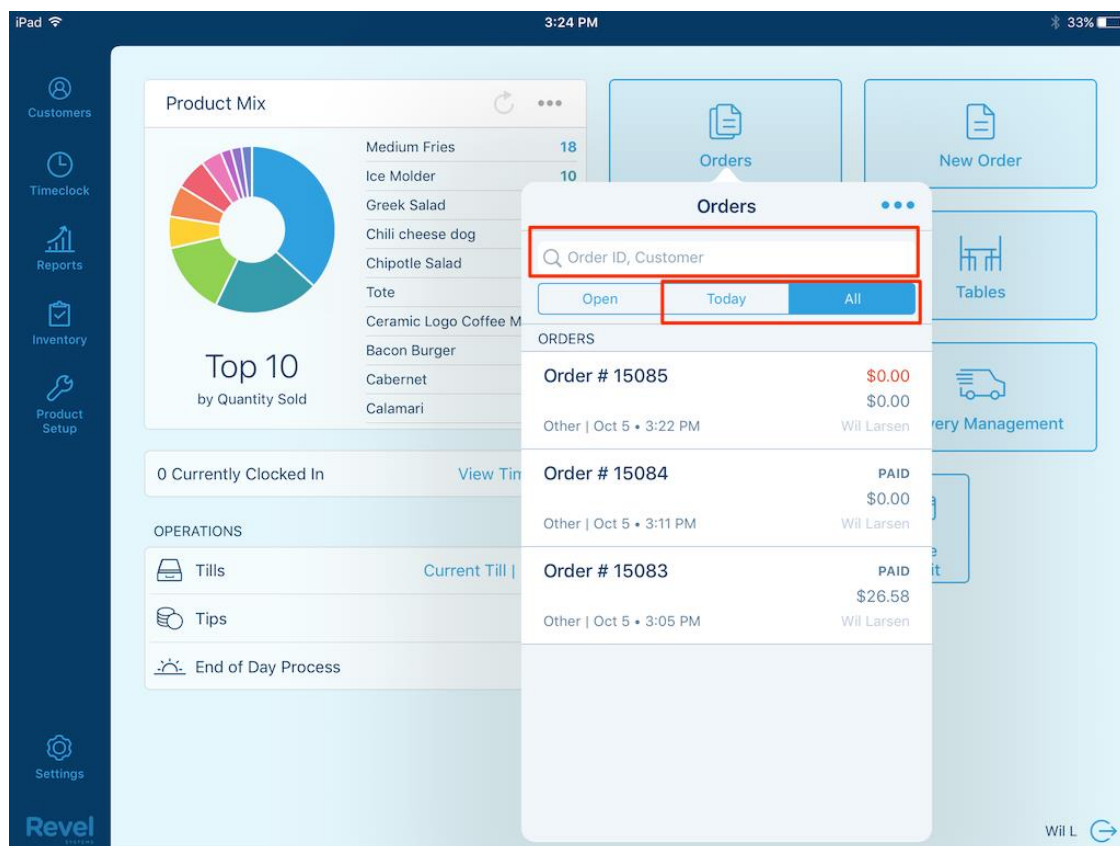 iPad
3:24 PM
33%
Customers
Timeclock
Reports
Inventory
Product
Setup
Settings
Revel
Product Mix
•••
Medium Fries 18
Ice Molder 10
Greek Salad
Chili cheese dog
Chipotle Salad
Tote
Ceramic Logo Coffee M
Bacon Burger
Cabernet
Calamari
Top 10
by Quantity Sold
0 Currently Clocked In View Tim
OPERATIONS
Tills Current Till |
Tips
End of Day Process
Orders
New Order
Tables
very Management
e
it
Orders •••
Order ID, Customer
Open Today All
ORDERS
Order # 15085 $0.00
$0.00
Other | Oct 5 • 3:22 PM Wil Larsen
Order # 15084 PAID
$0.00
Other | Oct 5 • 3:11 PM Wil Larsen
Order # 15083 PAID
$26.58
Other | Oct 5 • 3:05 PM Wil Larsen
Wil L